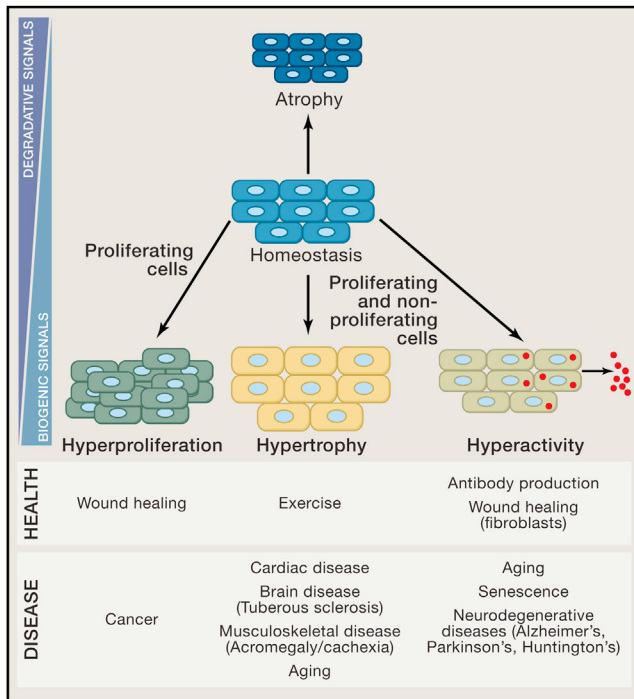 DEGRADATIVE SIGNALS
BIOGENIC SIGNALS
Atrophy
Homeostasis
Proliferating
cells
Proliferating
and non-
proliferating
cells
Hyperproliferation
Hypertrophy
Hyperactivity
HEALTH
Wound healing
Exercise
Antibody production
Wound healing
(fibroblasts)
DISEASE
Cancer
Cardiac disease
Brain disease
(Tuberous sclerosis)
Musculoskeletal disease
(Acromegaly/cachexia)
Aging
Aging
Senescence
Neurodegenerative
diseases (Alzheimer's,
Parkinson's, Huntington's)